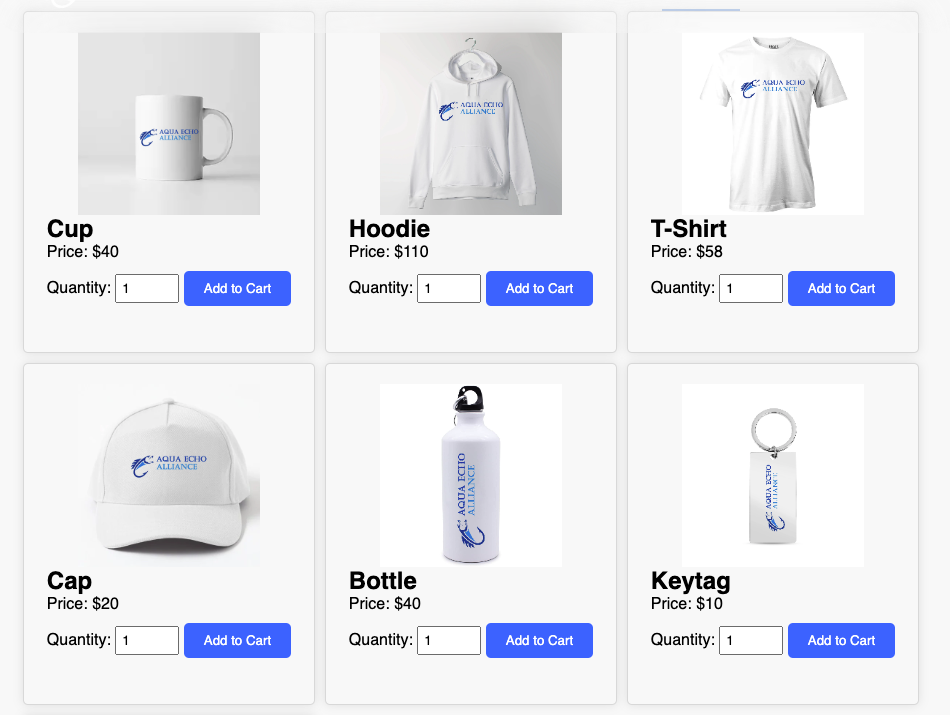 AQUA ECHO
ALLIANCE
Cup
Price: $40
Quantity: 1 Add to Cart
AQUA ECHO
ALLIANCE
Hoodie
Price: $110
Quantity: 1 Add to Cart
AQUA ECHO
ALLIANCE
T-Shirt
Price: $58
Quantity: 1 Add to Cart
AQUA ECHO
ALLIANCE
Cap
Price: $20
Quantity: 1 Add to Cart
AQUA ECHO
ALLIANCE
Bottle
Price: $40
Quantity: 1 Add to Cart
AQUA ECHO
ALLIANCE
Keytag
Price: $10
Quantity: 1 Add to Cart